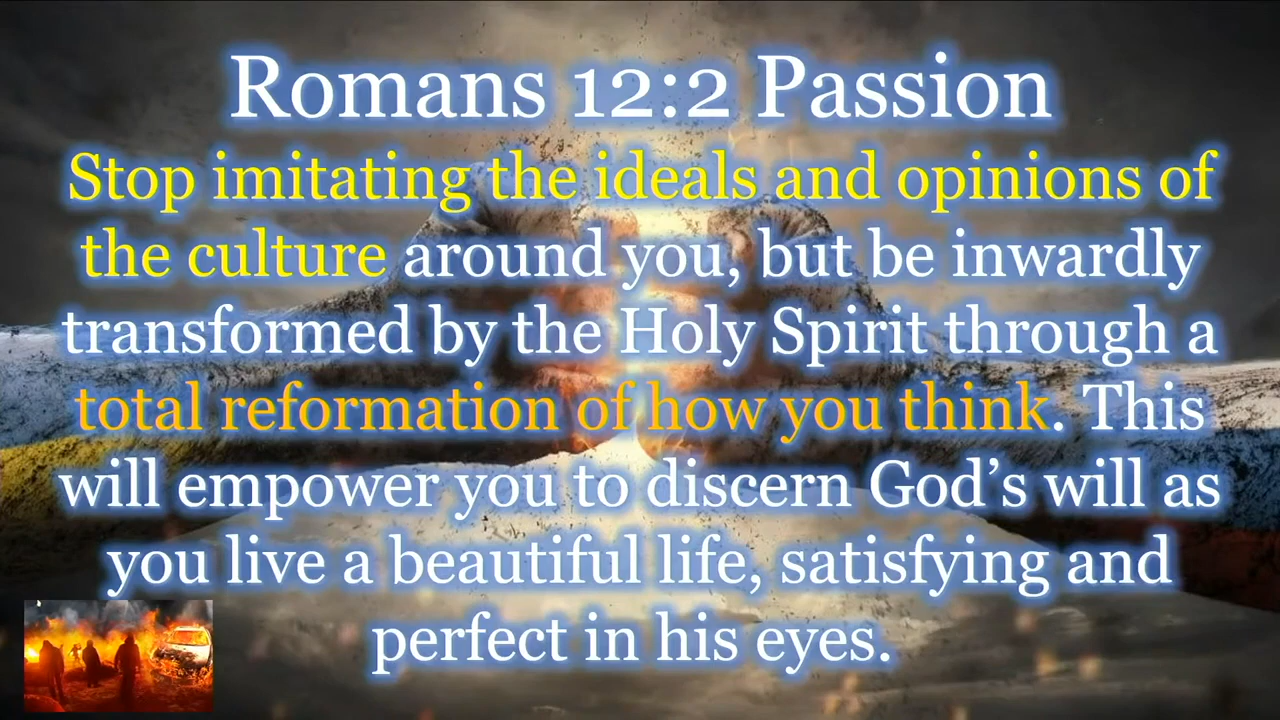 Romans 12:2 Passion
Stop imitating the ideals and opinions of
the culture around you, but be inwardly
transformed by the Holy Spirit through a
total reformation of how you think. This
will empower you to discern God’s will as
you live a beautiful life, satisfying and
perfect in his eyes.